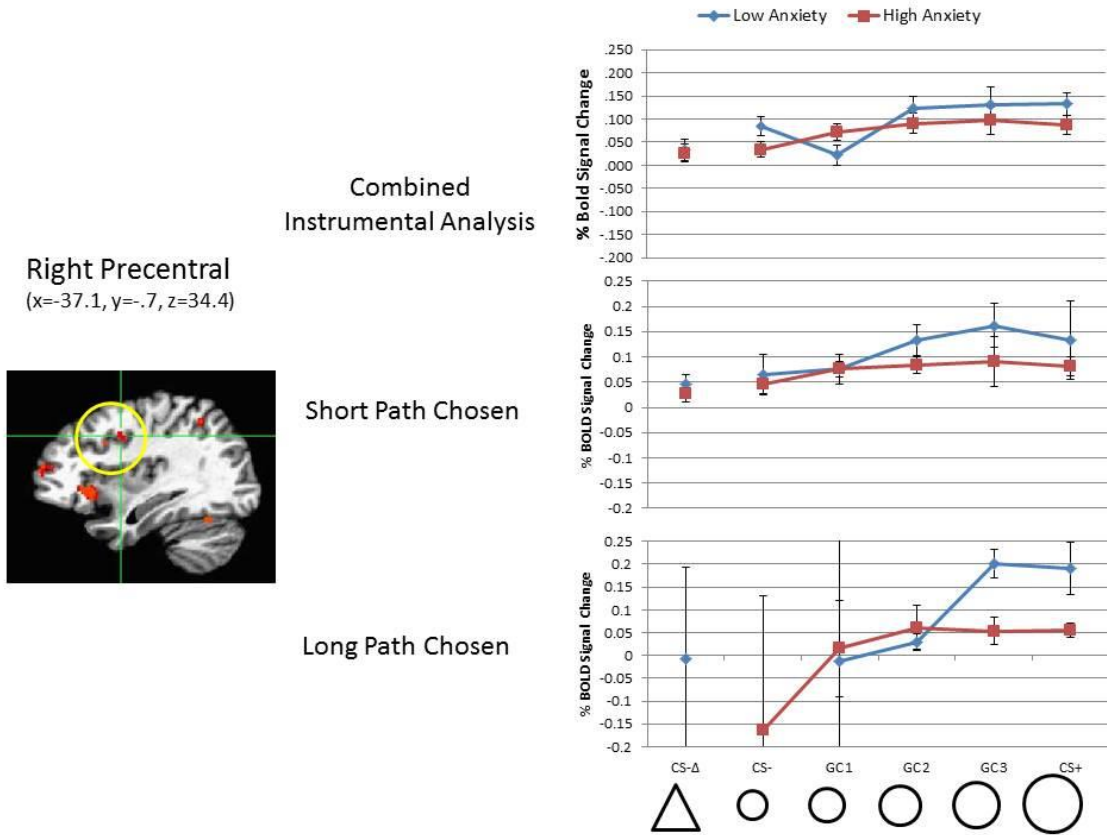 Low Anxiety
High Anxiety
% Bold Signal Change
.250
.200
.150
.100
.050
.000
-.050
-.100
-.150
-.200
Combined
Instrumental Analysis
Right Precentral
(x=-37.1, y=-.7, z=34.4)
% BOLD Signal Change
0.25
0.2
0.15
0.1
0.05
0
-0.05
-0.1
-0.15
-0.2
Short Path Chosen
% BOLD Signal Change
0.25
0.2
0.15
0.1
0.05
0
-0.05
-0.1
-0.15
-0.2
Long Path Chosen
CS-Δ CS- GC1 GC2 GC3 CS+